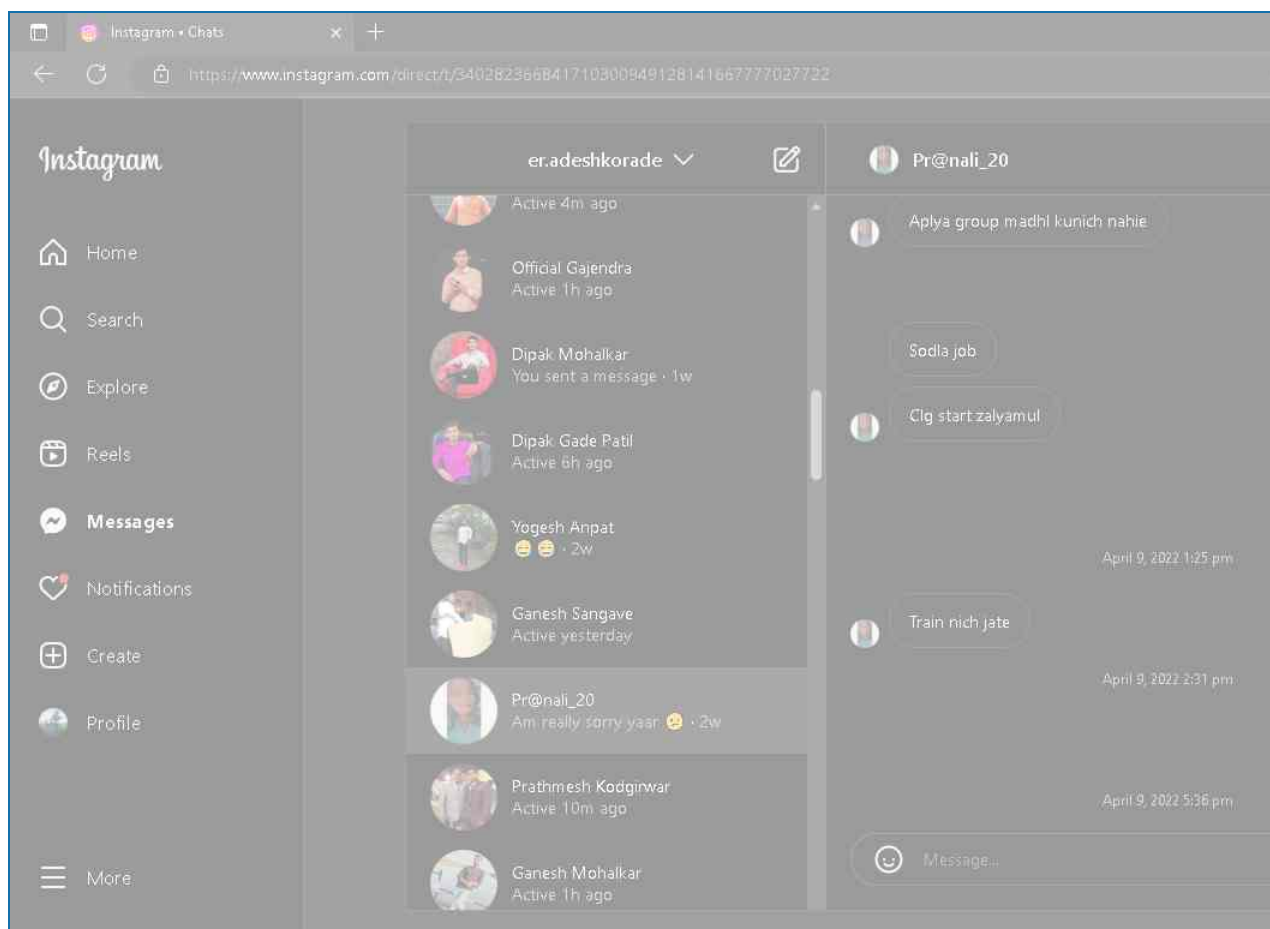 Instagram • Chats
https://www.instagram.com/direct/t/340282366841710300949128141667777027722
Instagram
Home
Search
Explore
Reels
Messages
Notifications
Create
Profile
More
er.adeshkorade
Active 4m ago
Official Gajendra
Active 1h ago
Dipak Mohalkar
You sent a message · 1w
Dipak Gade Patil
Active 6h ago
Yogesh Anpat
😄 😄 · 2w
Ganesh Sangave
Active yesterday
Pr@nali_20
Am really sorry yaar 😕 · 2w
Prathmesh Kodgirwar
Active 10m ago
Ganesh Mohalkar
Active 1h ago
Pr@nali_20
Aplya group madhl kunich nahie
Sodla job
Clg start zalyamul
April 9, 2022 1:25 pm
Train nich jate
April 9, 2022 2:31 pm
April 9, 2022 5:36 pm
Message...